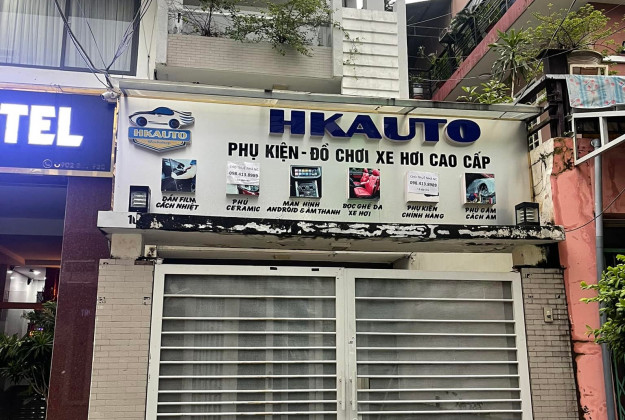 TEL
HKAUTO
HKAUTO
PHỤ KIỆN - ĐỒ CHƠI XE HƠI CAO CẤP
DÁN FILM
CÁCH NHIỆT
PHỦ
CERAMIC
MÀN HÌNH
ANDROID & ÂM THANH
BỌC GHẾ DA
XE HƠI
PHỤ KIỆN
CHÍNH HÃNG
PHỦ GẦM
CÁCH ÂM